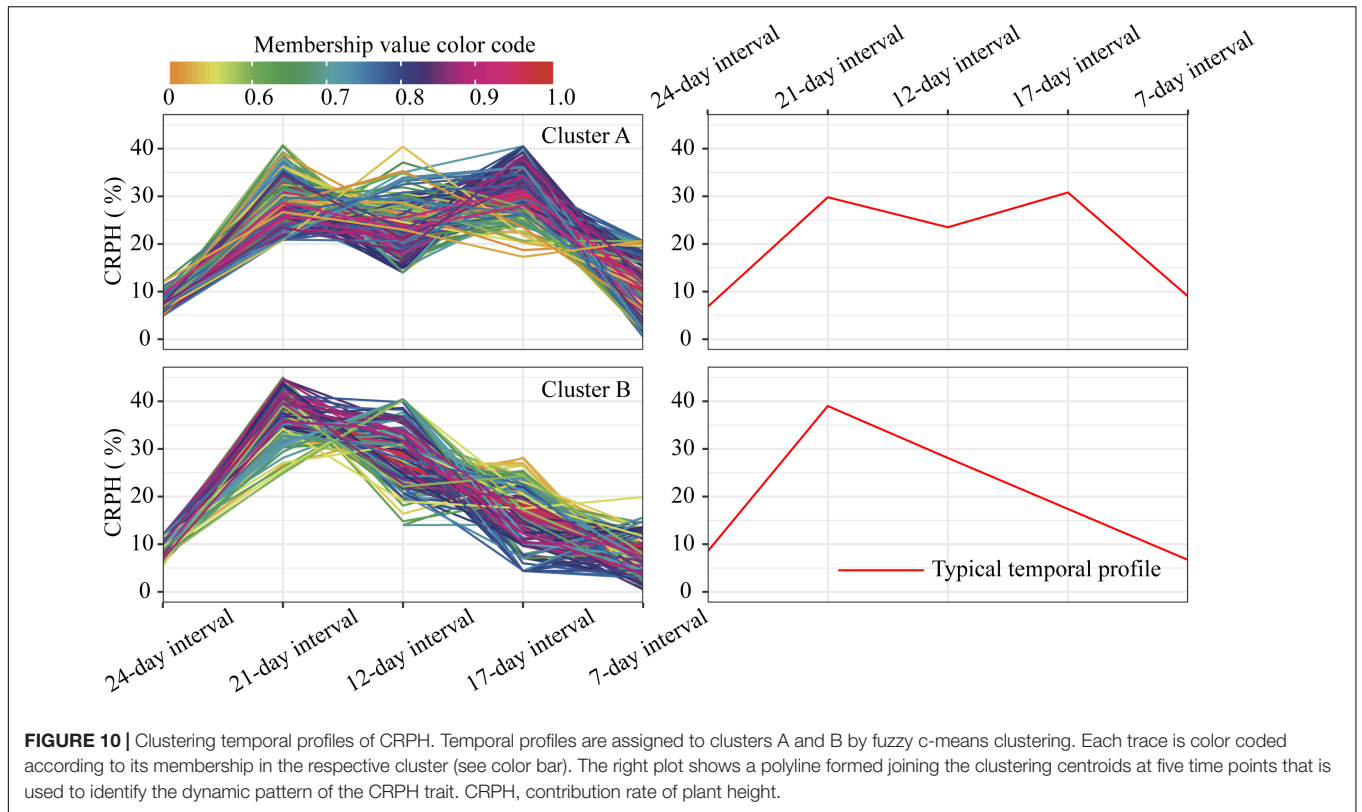 Membership value color code
0 0.6 0.7 0.8 0.9 1.0
24-day interval
21-day interval
12-day interval
17-day interval
7-day interval
Cluster A
CRPH ( %)
40
30
20
10
0
40
30
20
10
0
Cluster B
CRPH ( %)
40
30
20
10
0
40
30
20
10
0
Typical temporal profile
24-day interval
21-day interval
12-day interval
17-day interval
7-day interval
FIGURE 10 | Clustering temporal profiles of CRPH. Temporal profiles are assigned to clusters A and B by fuzzy c-means clustering. Each trace is color coded
according to its membership in the respective cluster (see color bar). The right plot shows a polyline formed joining the clustering centroids at five time points that is
used to identify the dynamic pattern of the CRPH trait. CRPH, contribution rate of plant height.